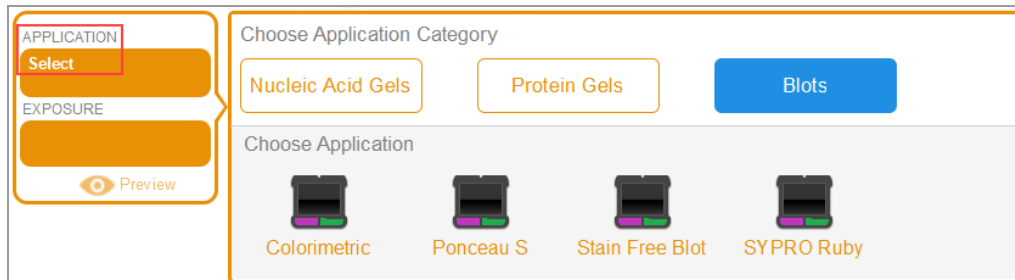 APPLICATION
Select
EXPOSURE
Preview
Choose Application Category
Nucleic Acid Gels
Protein Gels
Blots
Choose Application
Colorimetric
Ponceau S
Stain Free Blot
SYPRO Ruby